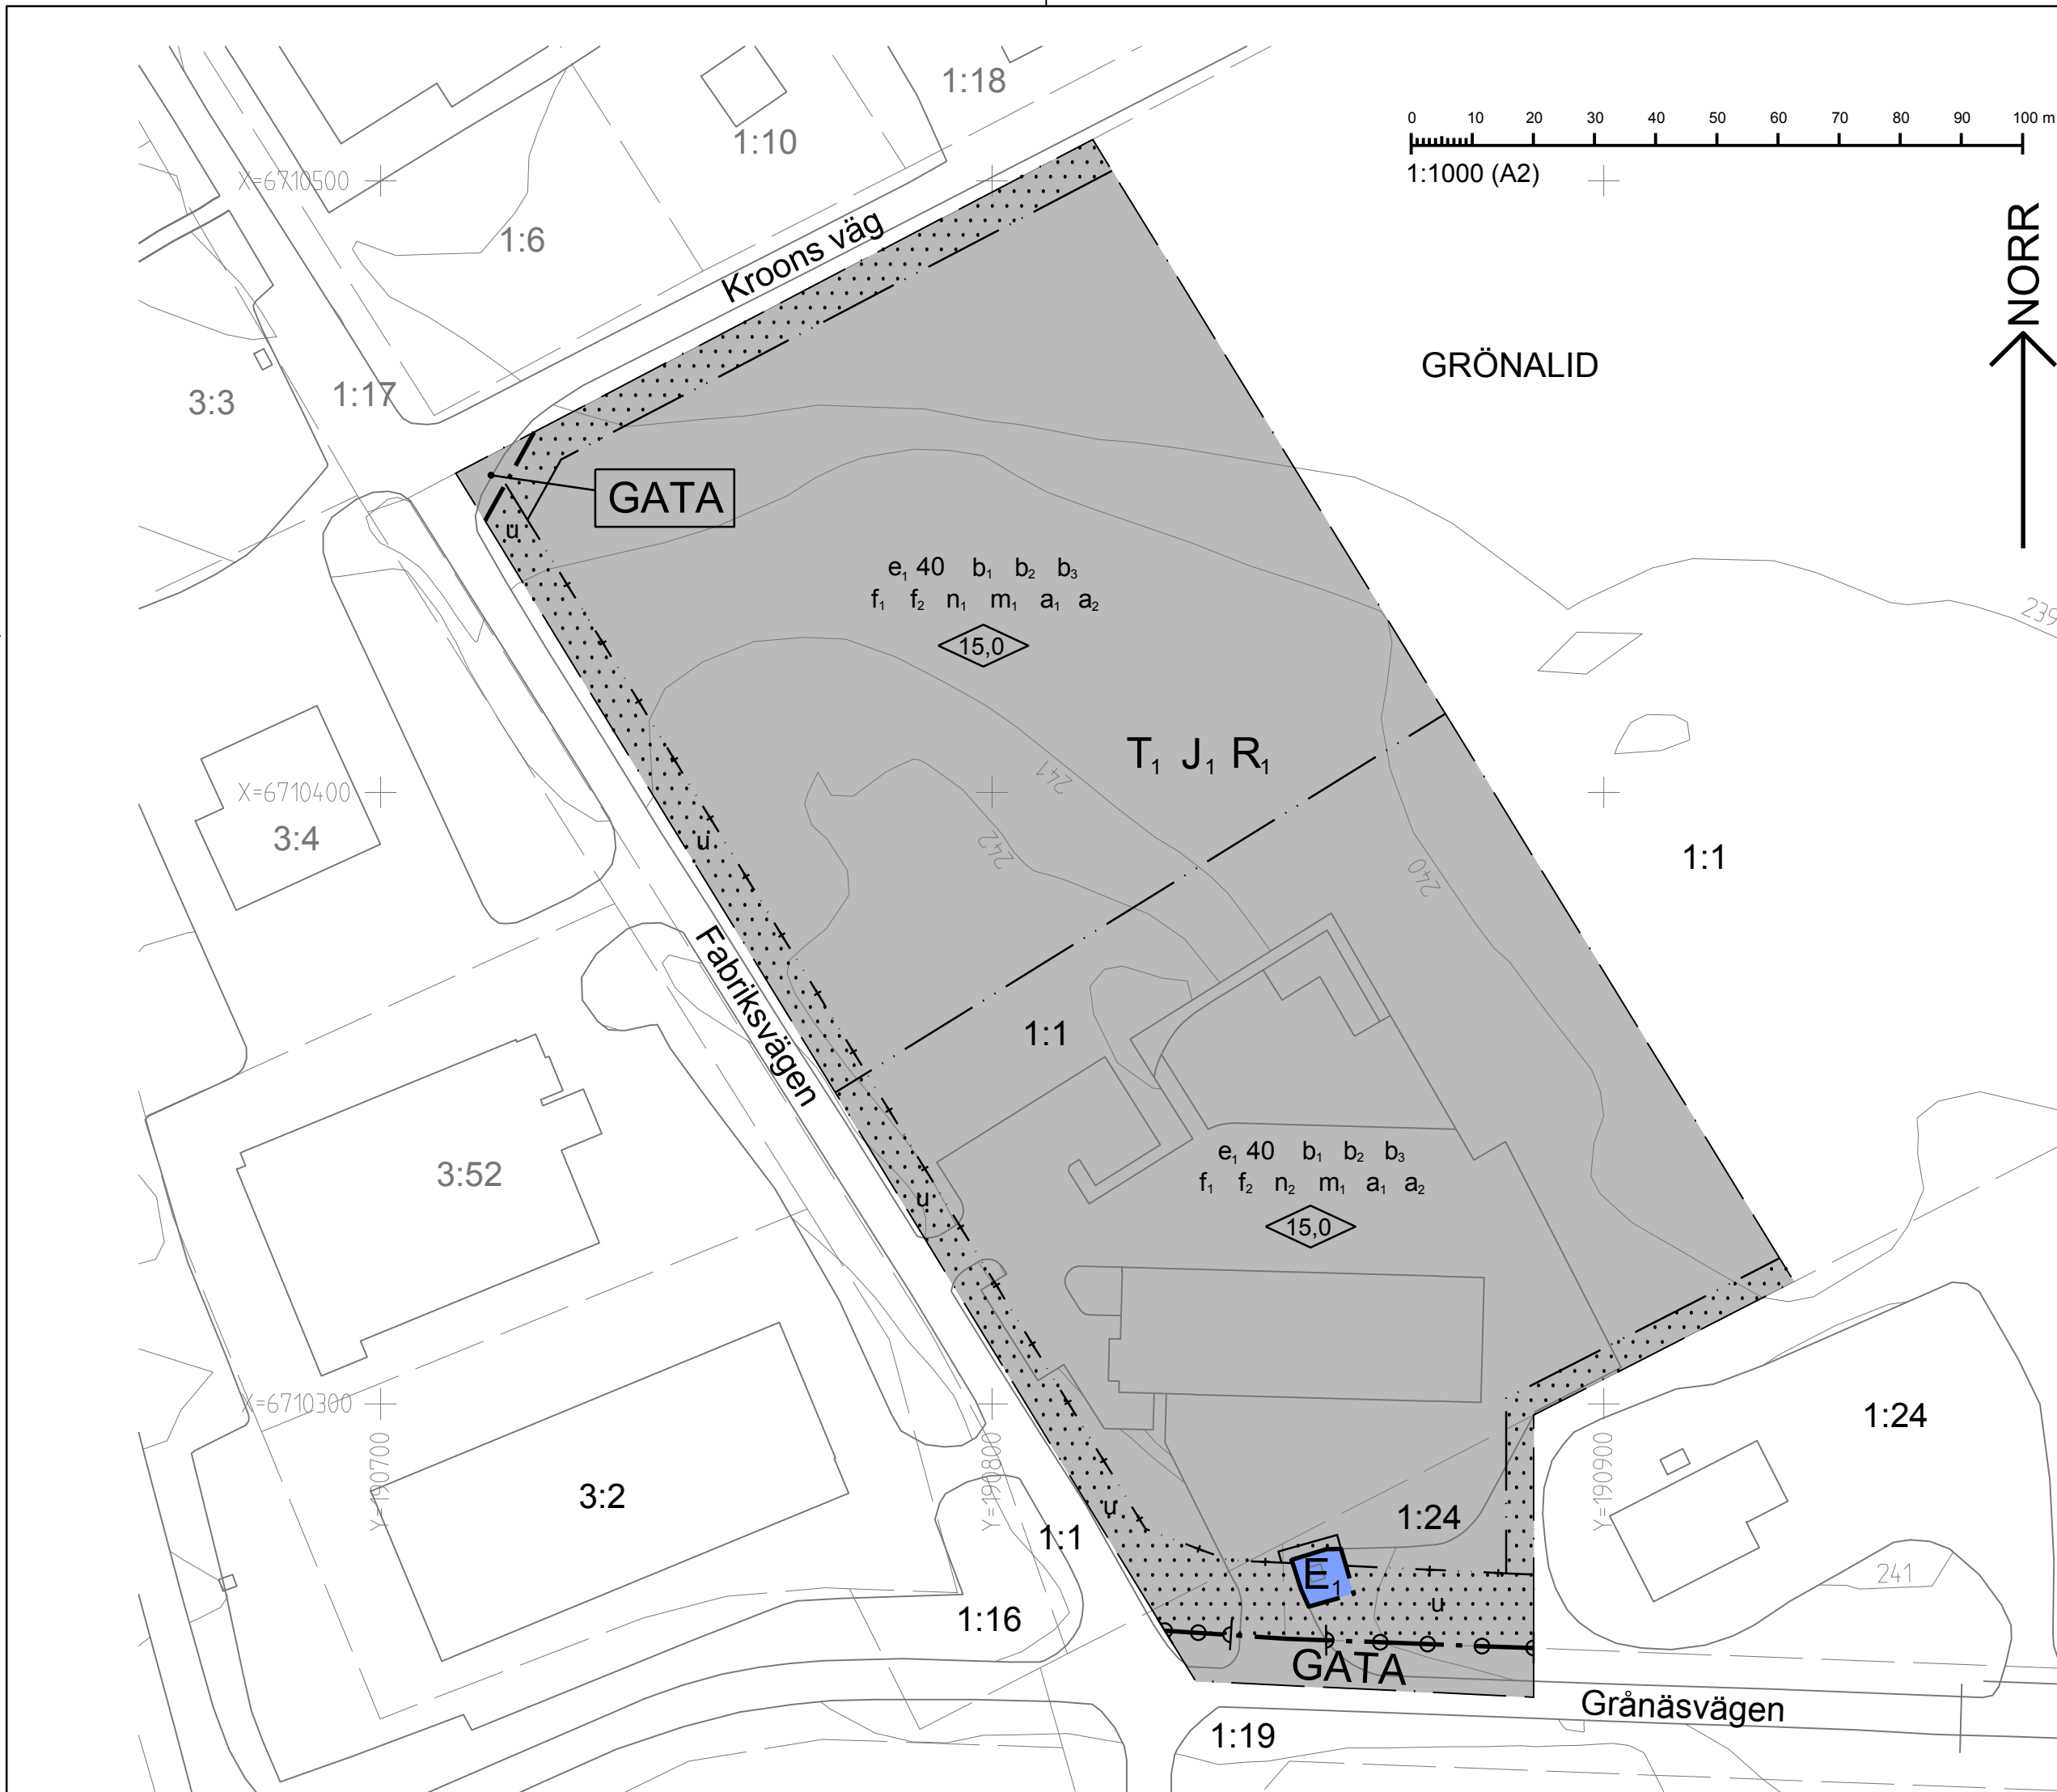 1:18
0 10 20 30 40 50 60 70 80 90 100 m
1:10
1:1000 (A2)
X=6710500
1:6
Kroons väg
NORR
GRÖNALID
3:3
1:17
GATA
u
e₁ 40 b₁ b₂ b₃
f₁ f₂ n₁ m₁ a₁ a₂
15,0
239
T₁ J₁ R₁
241
X=6710400
3:4
u
242
1:1
240
Fabriksvägen
1:1
3:52
e₁ 40 b₁ b₂ b₃
f₁ f₂ n₂ m₁ a₁ a₂
u
15,0
X=6710300
1:24
Y=190700
Y=190800
Y=190900
3:2
u
1:24
1:1
E₁
241
u
1:16
GATA
Grånäsvägen
1:19